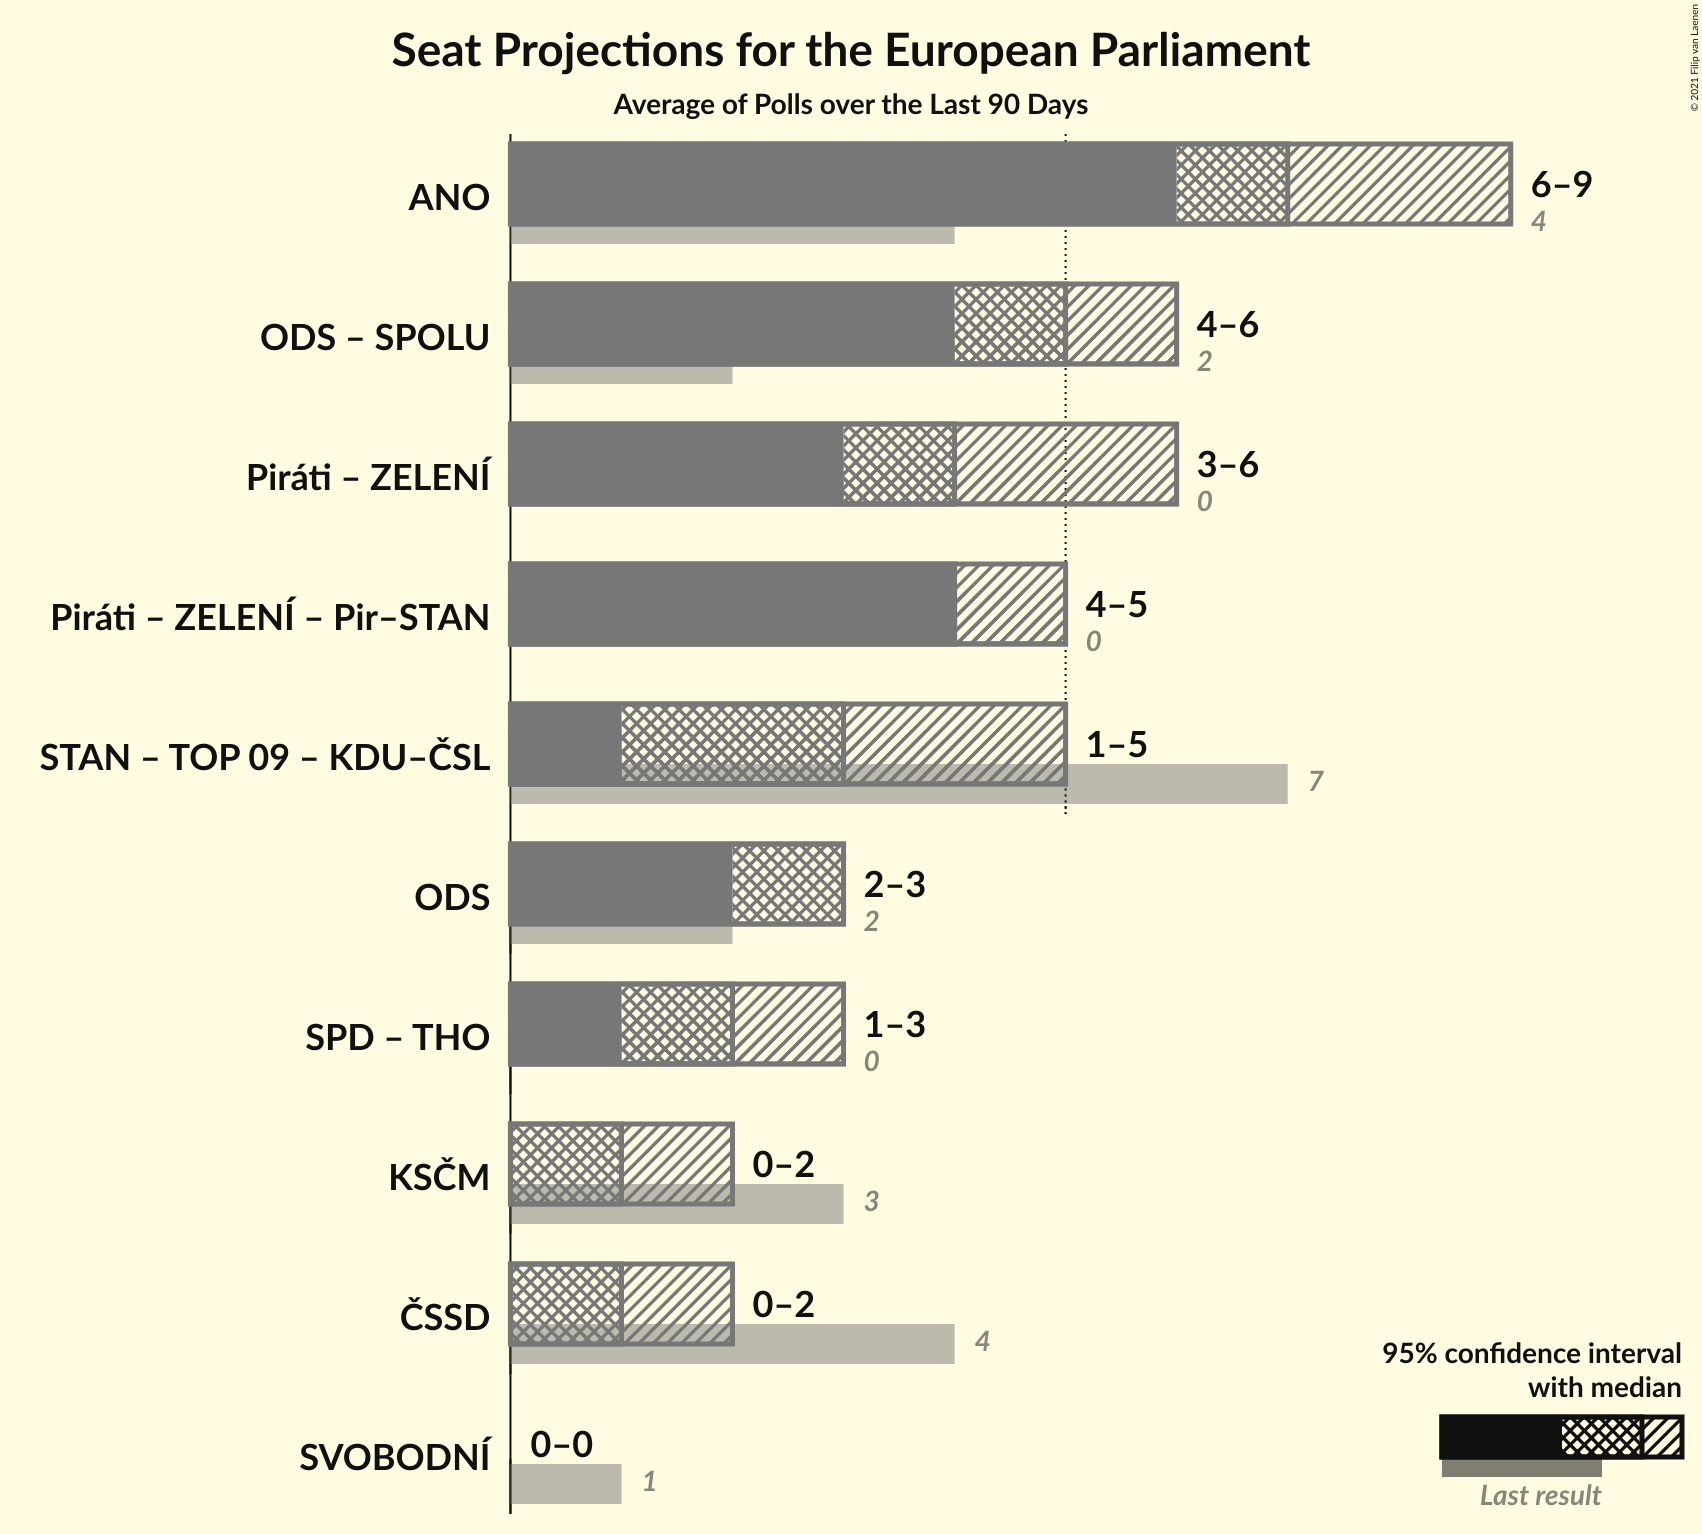 Seat Projections for the European Parliament
Average of Polls over the Last 90 Days
© 2021 Filip van Laenen
ANO
6–9
4
ODS – SPOLU
4–6
2
Piráti – ZELENÍ
3–6
0
Piráti – ZELENÍ – Pir–STAN
4–5
0
STAN – TOP 09 – KDU–ČSL
1–5
7
ODS
2–3
2
SPD – THO
1–3
0
KSČM
0–2
3
ČSSD
0–2
4
SVOBODNÍ
0–0
1
95% confidence interval
with median
Last result